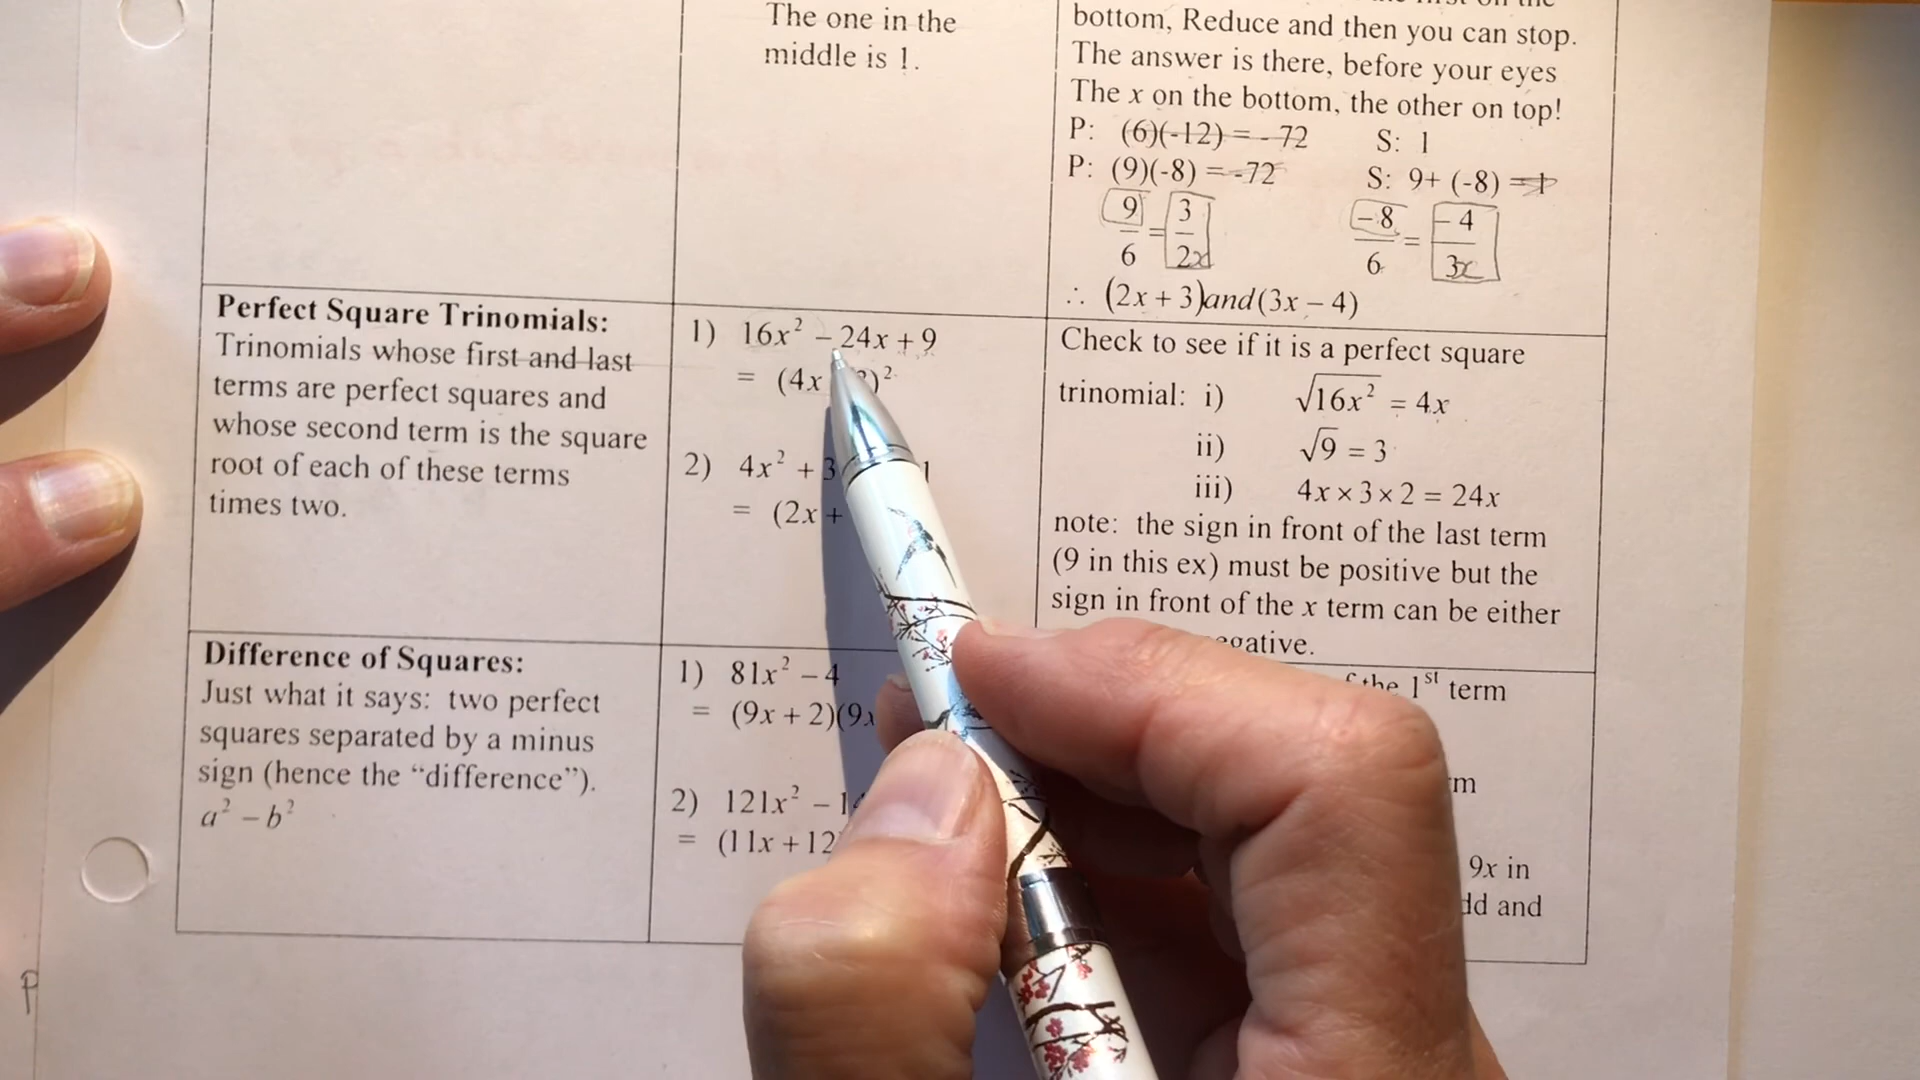 The one in the
middle is 1.
bottom, Reduce and then you can stop.
The answer is there, before your eyes
The x on the bottom, the other on top!
P: (6)(-12) = - 72 S: 1
P: (9)(-8) = -72 S: 9+ (-8) = 1
9/6 = 3/2x -8/6 = -4/3x
∴ (2x + 3)and(3x – 4)
Perfect Square Trinomials:
Trinomials whose first and last
terms are perfect squares and
whose second term is the square
root of each of these terms
times two.
1) 16x² – 24x + 9
= (4x )²
2) 4x² + 3
= (2x +
Check to see if it is a perfect square
trinomial: i) √16x² = 4x
ii) √9 = 3
iii) 4x × 3 × 2 = 24x
note: the sign in front of the last term
(9 in this ex) must be positive but the
sign in front of the x term can be either
egative.
Difference of Squares:
Just what it says: two perfect
squares separated by a minus
sign (hence the “difference”).
a² – b²
1) 81x² – 4
= (9x + 2)(9x
2) 121x² – 1
= (11x + 12
the 1st term
9x in
dd and
P